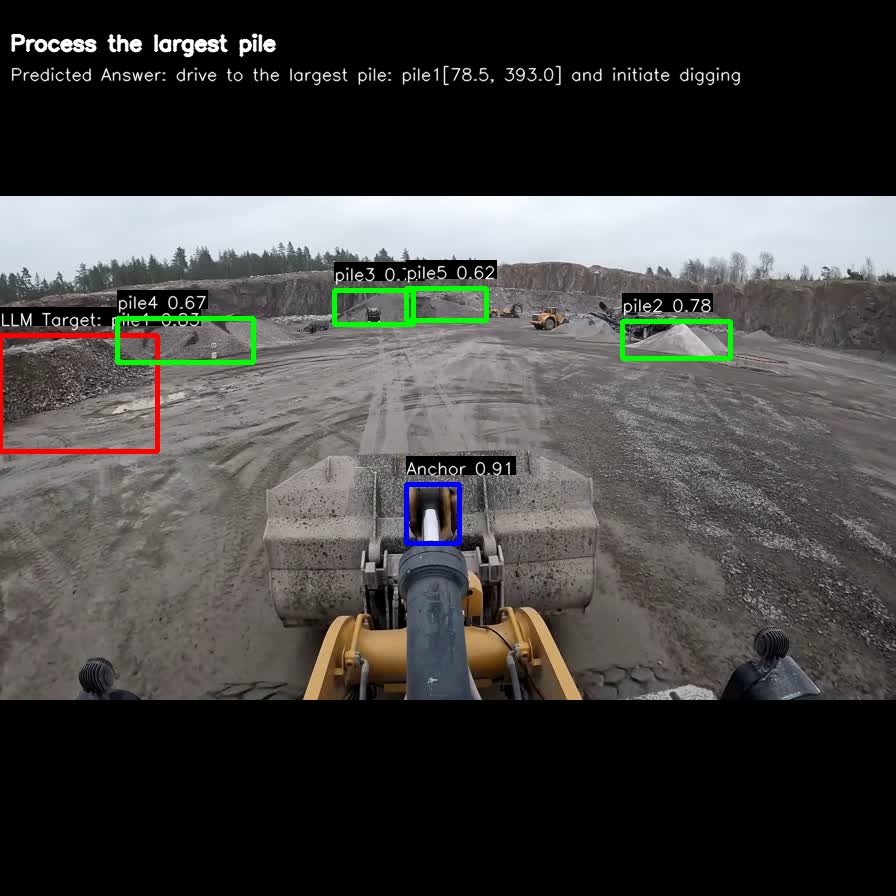 Process the largest pile
Predicted Answer: drive to the largest pile: pile1[78.5, 393.0] and initiate digging
pile3 0.
pile5 0.62
pile4 0.67
pile2 0.78
LLM Target: pile1 0.83
Anchor 0.91